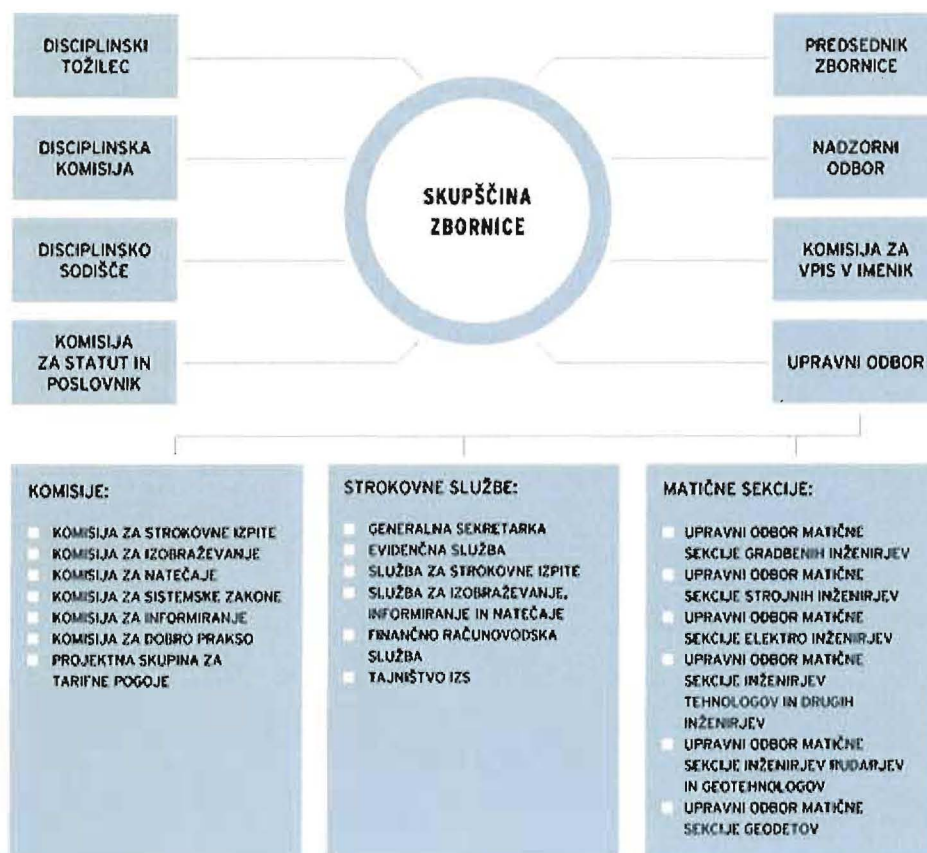 DISCIPLINSKI
TOŽILEC
DISCIPLINSKA
KOMISIJA
DISCIPLINSKO
SODIŠČE
KOMISIJA
ZA STATUT IN
POSLOVNIK
SKUPŠČINA
ZBORNICE
PREDSEDNIK
ZBORNICE
NADZORNI
ODBOR
KOMISIJA ZA
VPIS V IMENIK
UPRAVNI ODBOR
KOMISIJE:
KOMISIJA ZA STROKOVNE IZPITE
KOMISIJA ZA IZOBRAŽEVANJE
KOMISIJA ZA NATEČAJE
KOMISIJA ZA SISTEMSKE ZAKONE
KOMISIJA ZA INFORMIRANJE
KOMISIJA ZA DOBRO PRAKSO
PROJEKTNA SKUPINA ZA
TARIFNE POGOJE
STROKOVNE SLUŽBE:
GENERALNA SEKRETARKA
EVIDENČNA SLUŽBA
SLUŽBA ZA STROKOVNE IZPITE
SLUŽBA ZA IZOBRAŽEVANJE,
INFORMIRANJE IN NATEČAJE
FINANČNO RAČUNOVODSKA
SLUŽBA
TAJNIŠTVO IZS
MATIČNE SEKCIJE:
UPRAVNI ODBOR MATIČNE
SEKCIJE GRADBENIH INŽENIRJEV
UPRAVNI ODBOR MATIČNE
SEKCIJE STROJNIH INŽENIRJEV
UPRAVNI ODBOR MATIČNE
SEKCIJE ELEKTRO INŽENIRJEV
UPRAVNI ODBOR MATIČNE
SEKCIJE INŽENIRJEV
TEHNOLOGOV IN DRUGIH
INŽENIRJEV
UPRAVNI ODBOR MATIČNE
SEKCIJE INŽENIRJEV RUDARJEV
IN GEOTEHNOLOGOV
UPRAVNI ODBOR MATIČNE
SEKCIJE GEODETOV